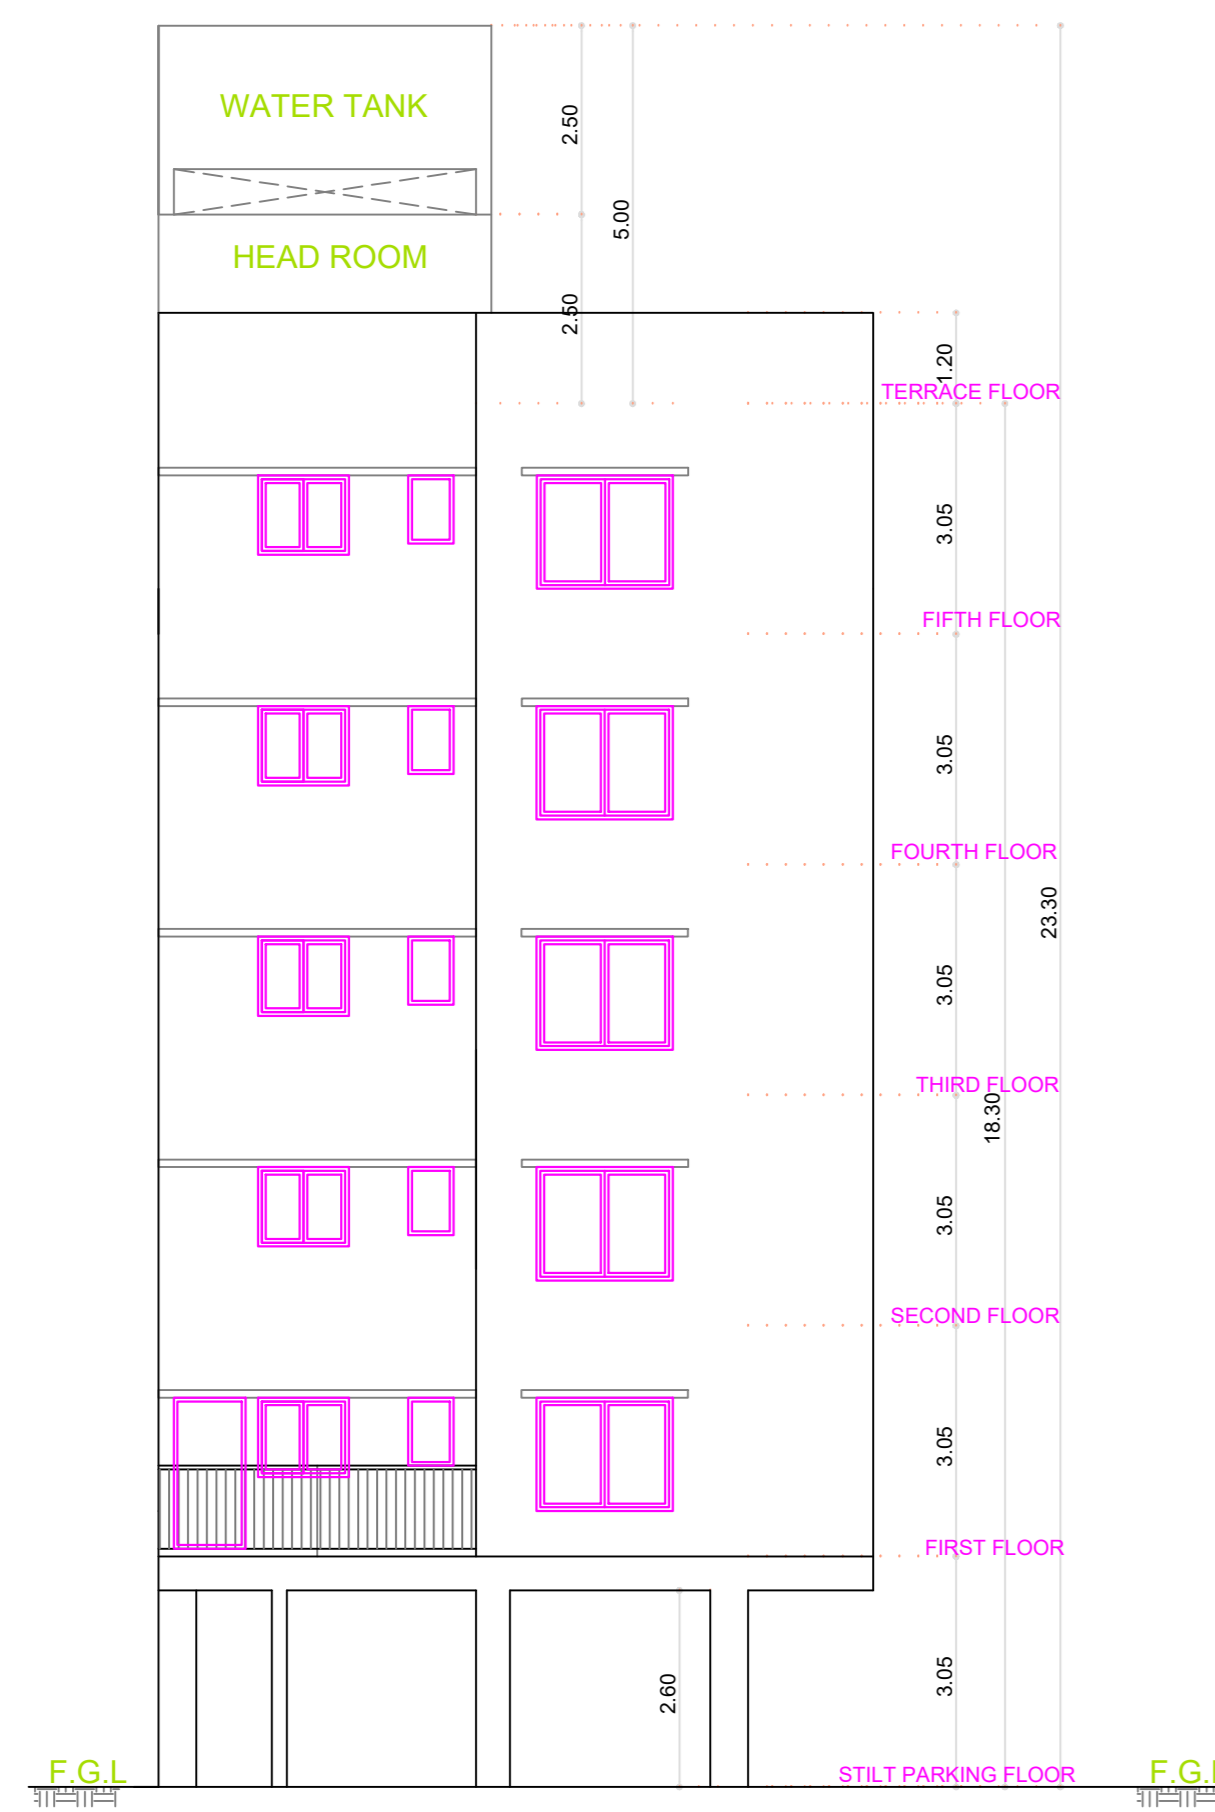 WATER TANK
2.50
5.00
HEAD ROOM
2.50
1.20
TERRACE FLOOR
3.05
FIFTH FLOOR
3.05
FOURTH FLOOR
23.30
3.05
THIRD FLOOR
18.30
3.05
SECOND FLOOR
3.05
FIRST FLOOR
3.05
2.60
F.G.L
STILT PARKING FLOOR
F.G.L